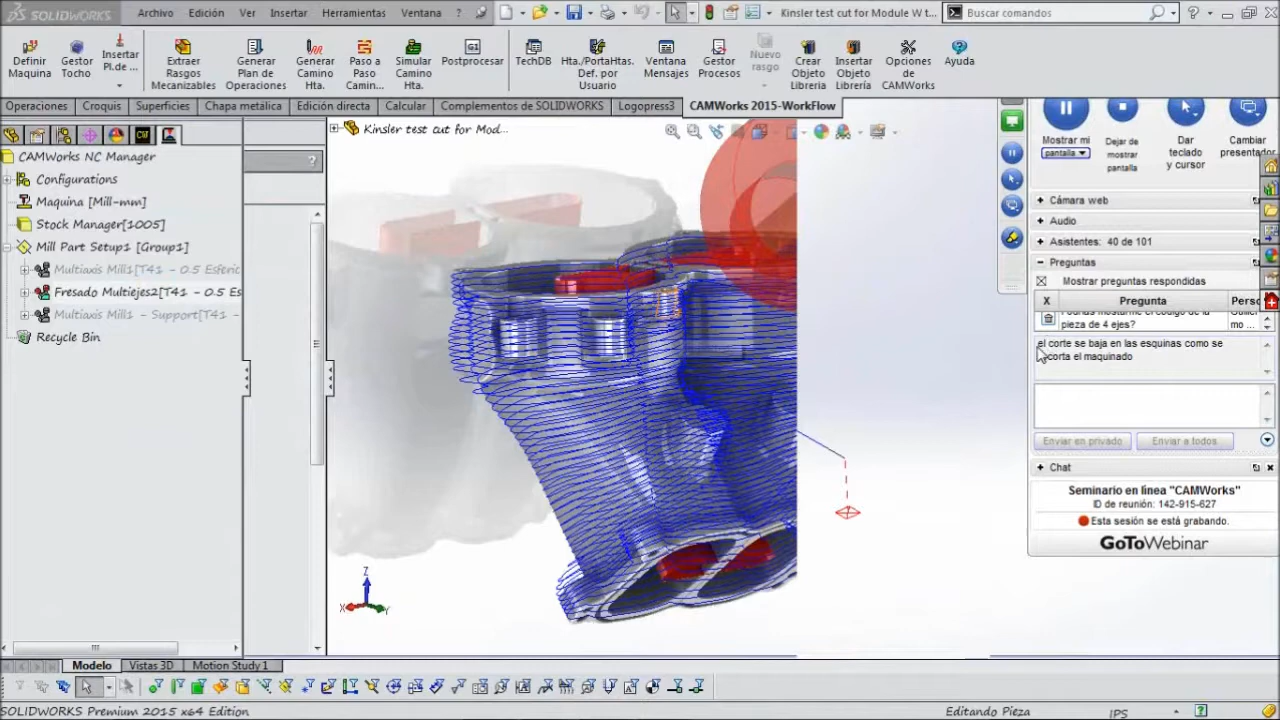 SOLIDWORKS
Archivo Edición Ver Insertar Herramientas Ventana ?
Kinsler test cut for Module W t...
Buscar comandos
Definir Maquina
Gestor Tocho
Insertar Pl.de ...
Extraer Rasgos Mecanizables
Generar Plan de Operaciones
Generar Camino Hta.
Paso a Paso Camin...
Simular Camino Hta.
Postprocesar
TechDB
Hta./PortaHtas. Def. por Usuario
Ventana Mensajes
Gestor Procesos
Nuevo rasgo
Crear Objeto Libreria
Insertar Objeto Libreria
Opciones de CAMWorks
Ayuda
Operaciones Croquis Superficies Chapa metálica Edición directa Calcular Complementos de SOLIDWORKS Logopress3 CAMWorks 2015-WorkFlow
CAMWorks NC Manager
Configurations
Maquina [Mill-mm]
Stock Manager[1005]
Mill Part Setup1 [Group1]
Multiaxis Mill1[T41 - 0.5 Esferic
Fresado Multiejes2[T41 - 0.5 Es
Multiaxis Mill1 - Support[T41 -
Recycle Bin
Kinsler test cut for Mod...
Z
X
Y
Mostrar mi pantalla
Dejar de mostrar pantalla
Dar teclado y cursor
Cambiar presentador
Cámara web
Audio
Asistentes: 40 de 101
Preguntas
Mostrar preguntas respondidas
X Pregunta Perso
pieza de 4 ejes? mo ...
el corte se baja en las esquinas como se
corta el maquinado
Enviar en privado Enviar a todos
Chat
Seminario en línea "CAMWorks"
ID de reunión: 142-915-627
Esta sesión se está grabando.
GoToWebinar
Modelo Vistas 3D Motion Study 1
SOLIDWORKS Premium 2015 x64 Edition
Editando Pieza
IPS